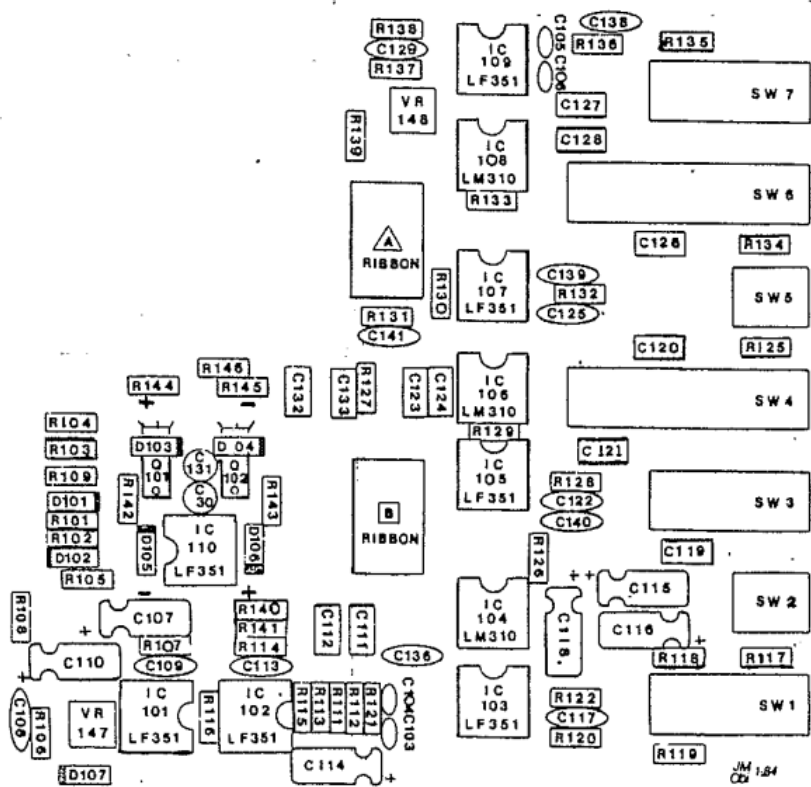 R138
C129
R137
IC
109
LF351
C105
C106
C138
R136
R135
SW 7
VR
148
C127
R139
IC
108
LM310
C128
R133
SW 6
A
RIBBON
C126
R134
R130
IC
107
LF351
C139
R132
C125
SW 5
R131
C141
C120
R125
R146
R144
R145
C132
C133
R127
C123
C124
IC
106
LM310
SW 4
+
-
R104
D103
D 04
R129
R103
Q
101
C
131
Q
102
IC
105
LF351
C121
R109
B
RIBBON
R128
SW 3
D101
R142
C
30
R143
C122
R101
C140
R102
D105
IC
110
LF351
D106
D102
R126
C119
R105
-
+
+
+
C115
SW 2
R108
C107
R140
C112
C111
IC
104
LM310
C118.
+
R141
C116
+
R107
R114
C136
R118
R117
C110
C109
C113
+
C108
R106
VR
147
IC
101
LF351
R116
IC
102
LF351
R115
R113
R111
R112
R121
C104
C103
IC
103
LF351
R122
C117
R120
SW1
D107
C114
+
R119
JM 1-84